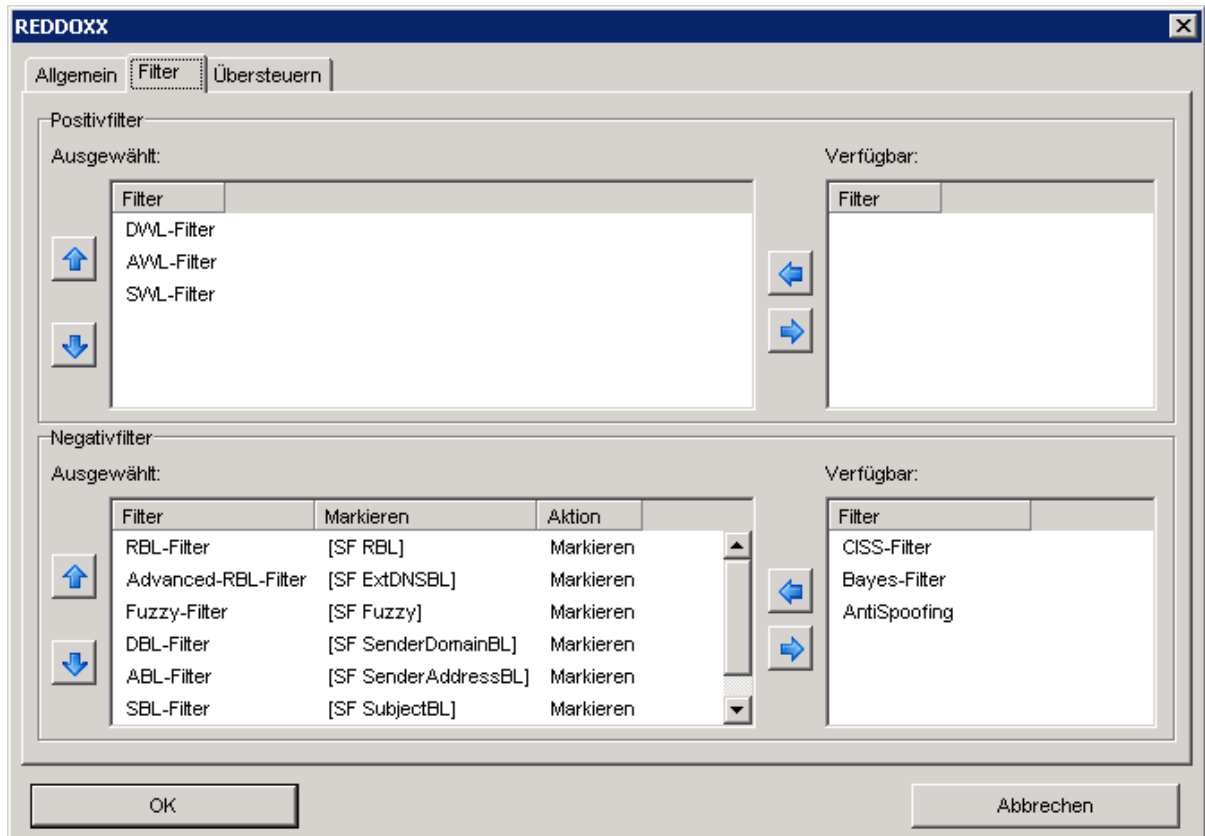 REDDOXX
Allgemein Filter Übersteuern
Positivfilter
Ausgewählt: Verfügbar:
Filter Filter
DWL-Filter
AWL-Filter
SWL-Filter
Negativfilter
Ausgewählt: Verfügbar:
Filter Markieren Aktion Filter
RBL-Filter [SF RBL] Markieren CISS-Filter
Advanced-RBL-Filter [SF ExtDNSBL] Markieren Bayes-Filter
Fuzzy-Filter [SF Fuzzy] Markieren AntiSpoofing
DBL-Filter [SF SenderDomainBL] Markieren
ABL-Filter [SF SenderAddressBL] Markieren
SBL-Filter [SF SubjectBL] Markieren
OK Abbrechen